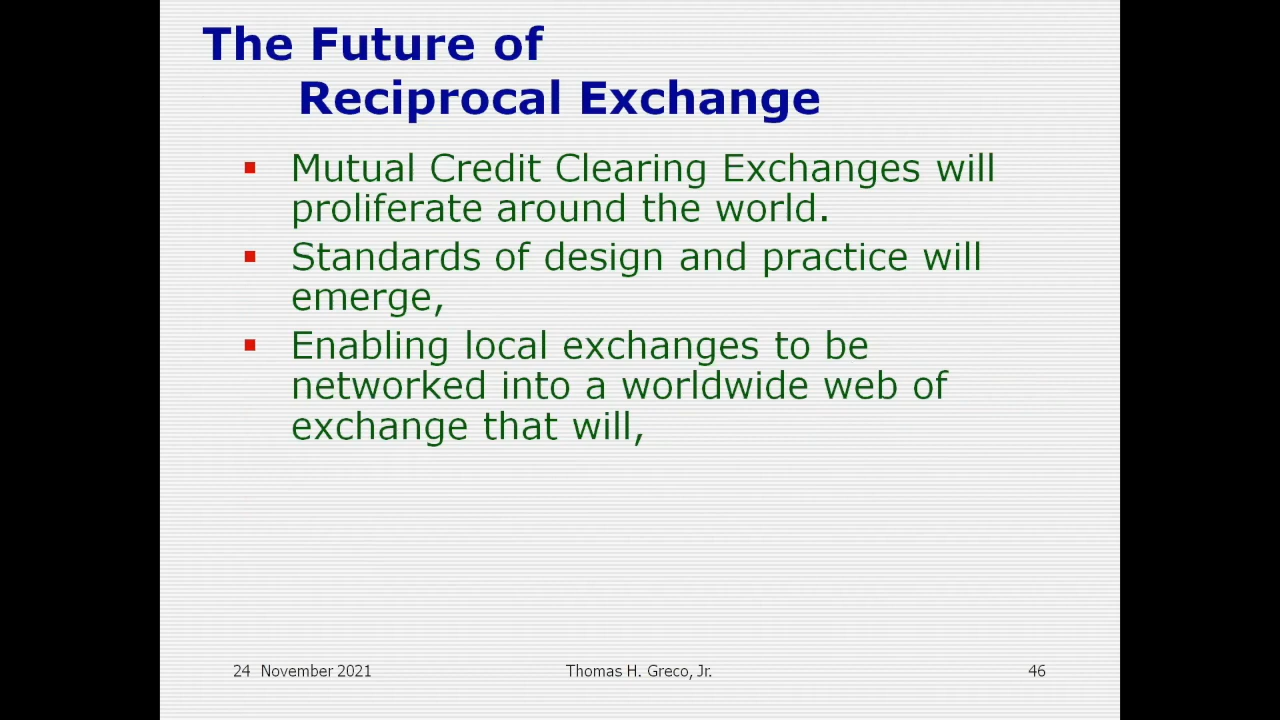 The Future of
Reciprocal Exchange
▪ Mutual Credit Clearing Exchanges will
proliferate around the world.
▪ Standards of design and practice will
emerge,
▪ Enabling local exchanges to be
networked into a worldwide web of
exchange that will,
24 November 2021 Thomas H. Greco, Jr. 46